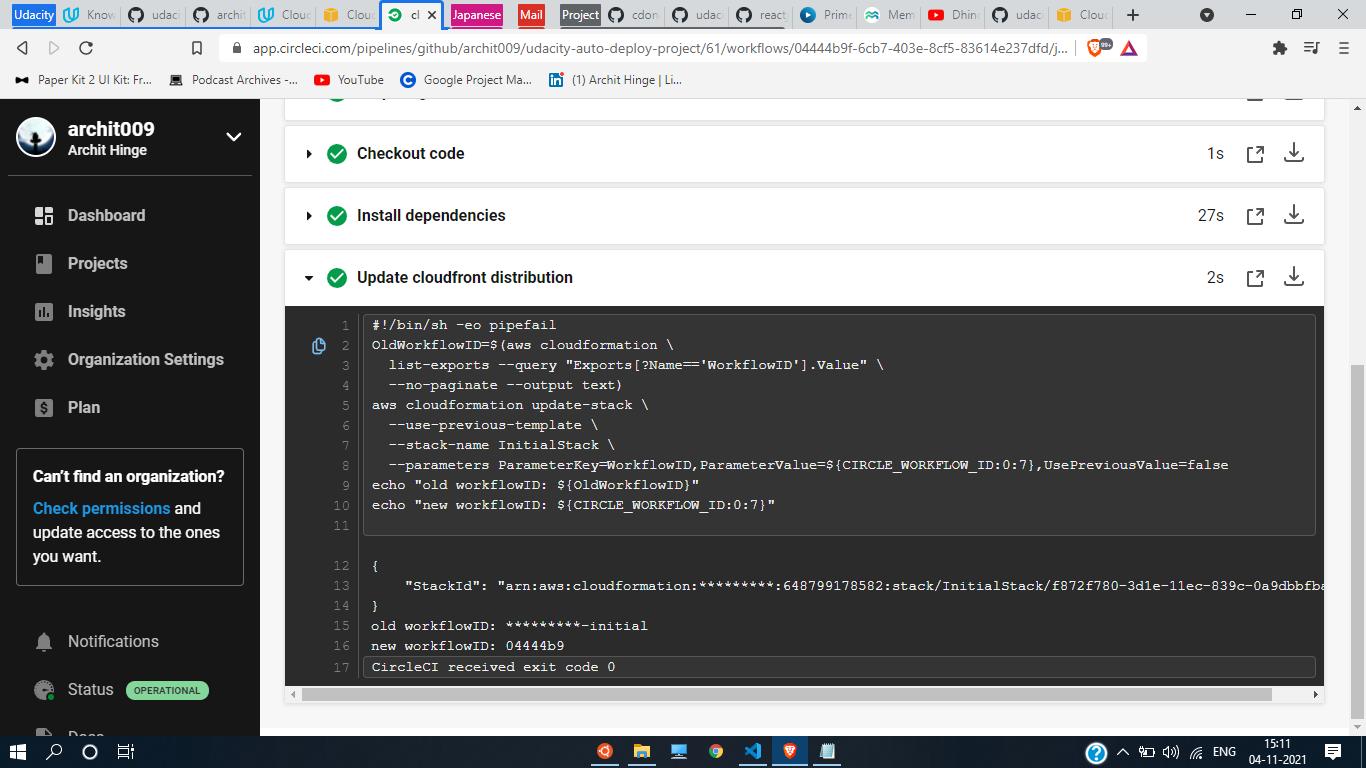 Udacity Know udaci archit Clouc Clouc cl Japanese Mail Project cdon udac react Prime Mem Dhin udac Clouc
app.circleci.com/pipelines/github/archit009/udacity-auto-deploy-project/61/workflows/04444b9f-6cb7-403e-8cf5-83614e237dfd/j... 99+
Paper Kit 2 UI Kit: Fr... Podcast Archives -... YouTube Google Project Ma... (1) Archit Hinge | Li...
archit009
Archit Hinge
Dashboard
Projects
Insights
Organization Settings
Plan
Can't find an organization?
Check permissions and
update access to the ones
you want.
Notifications
Status OPERATIONAL
Docs
Checkout code 1s
Install dependencies 27s
Update cloudfront distribution 2s
1 #!/bin/sh -eo pipefail
2 OldWorkflowID=$(aws cloudformation \
3 list-exports --query "Exports[?Name=='WorkflowID'].Value" \
4 --no-paginate --output text)
5 aws cloudformation update-stack \
6 --use-previous-template \
7 --stack-name InitialStack \
8 --parameters ParameterKey=WorkflowID,ParameterValue=${CIRCLE_WORKFLOW_ID:0:7},UsePreviousValue=false
9 echo "old workflowID: ${OldWorkflowID}"
10 echo "new workflowID: ${CIRCLE_WORKFLOW_ID:0:7}"
11
12 {
13 "StackId": "arn:aws:cloudformation:*********:648799178582:stack/InitialStack/f872f780-3d1e-11ec-839c-0a9dbbfba
14 }
15 old workflowID: *********-initial
16 new workflowID: 04444b9
17 CircleCI received exit code 0
ENG 15:11
04-11-2021